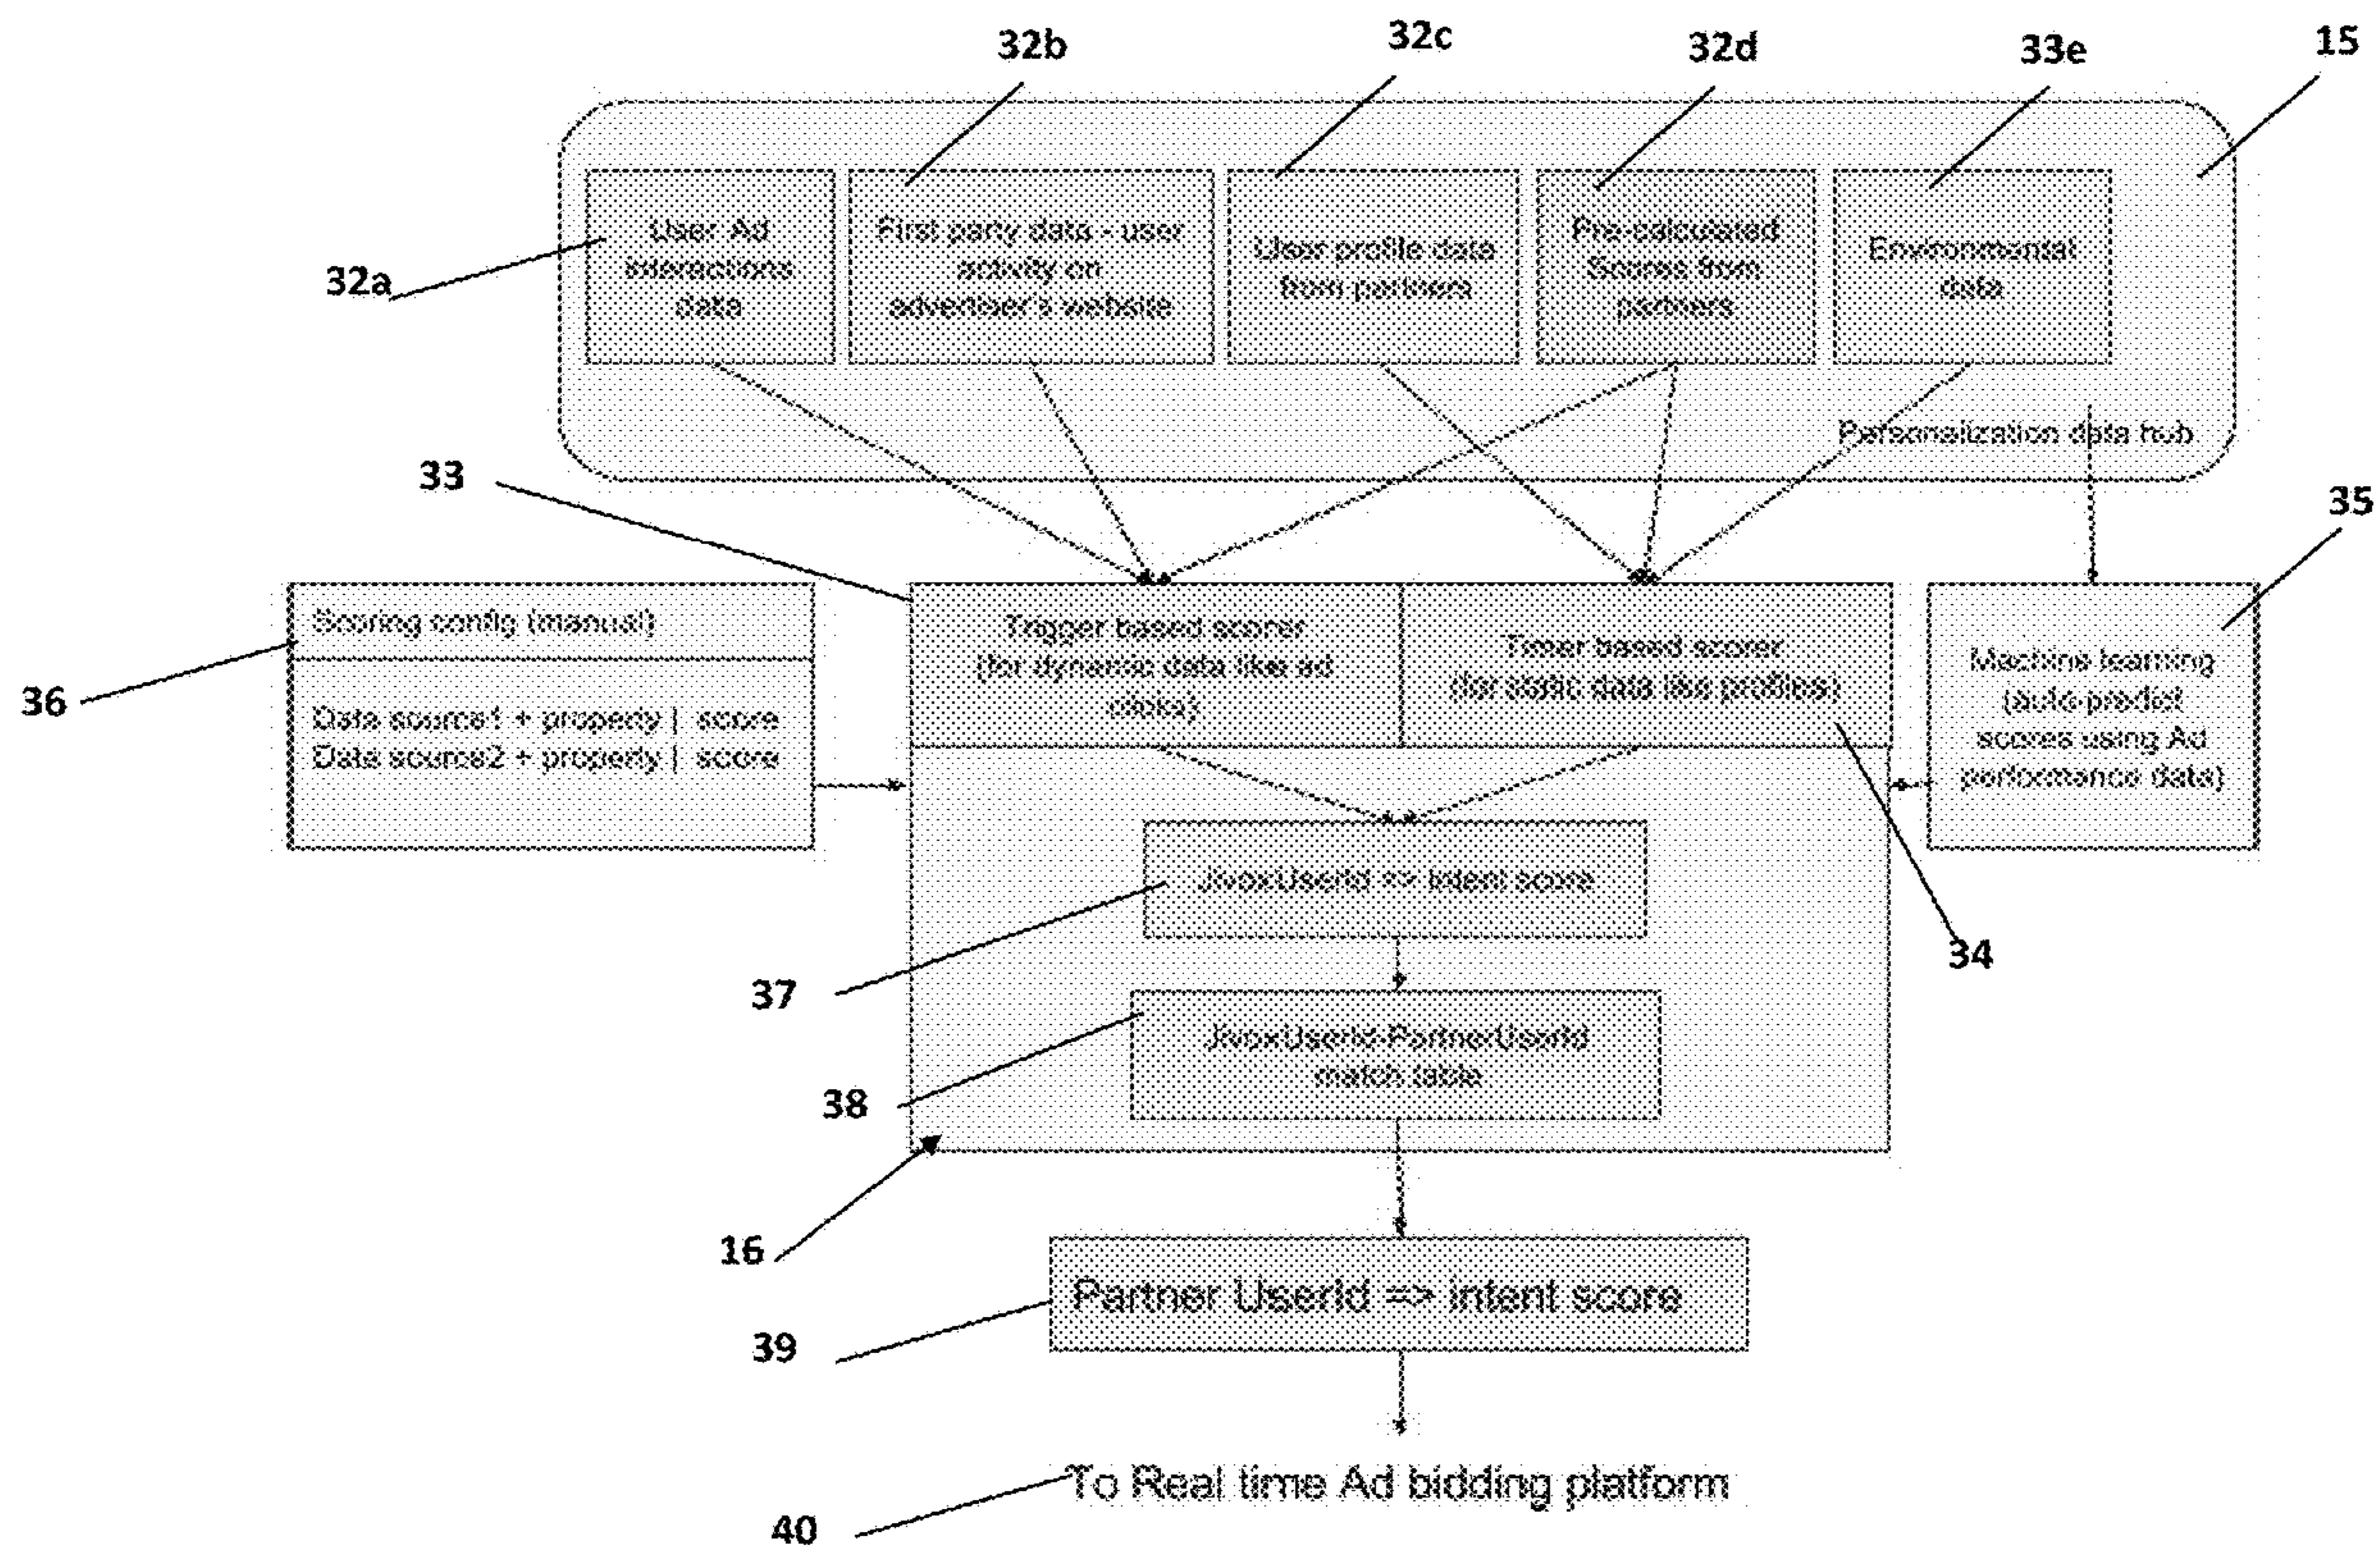 32b
32c
32d
33e
15
32a
User Ad
interactions
data
First party data - user
activity on
advertiser's website
User profile data
from partners
Pre-calculated
Scores from
partners
Environmental
data
Personalization data hub
33
35
36
Scoring config (manual)
Data source1 + property | score
Data source2 + property | score
Trigger based scorer
(for dynamic data like ad
clicks)
Timer based scorer
(for static data like profiles)
Machine learning
(auto-predict
scores using Ad
performance data)
34
37
JivoxUserId => intent score
38
JivoxUserId-PartnerUserId
match table
16
39
Partner UserId => intent score
40
To Real time Ad bidding platform